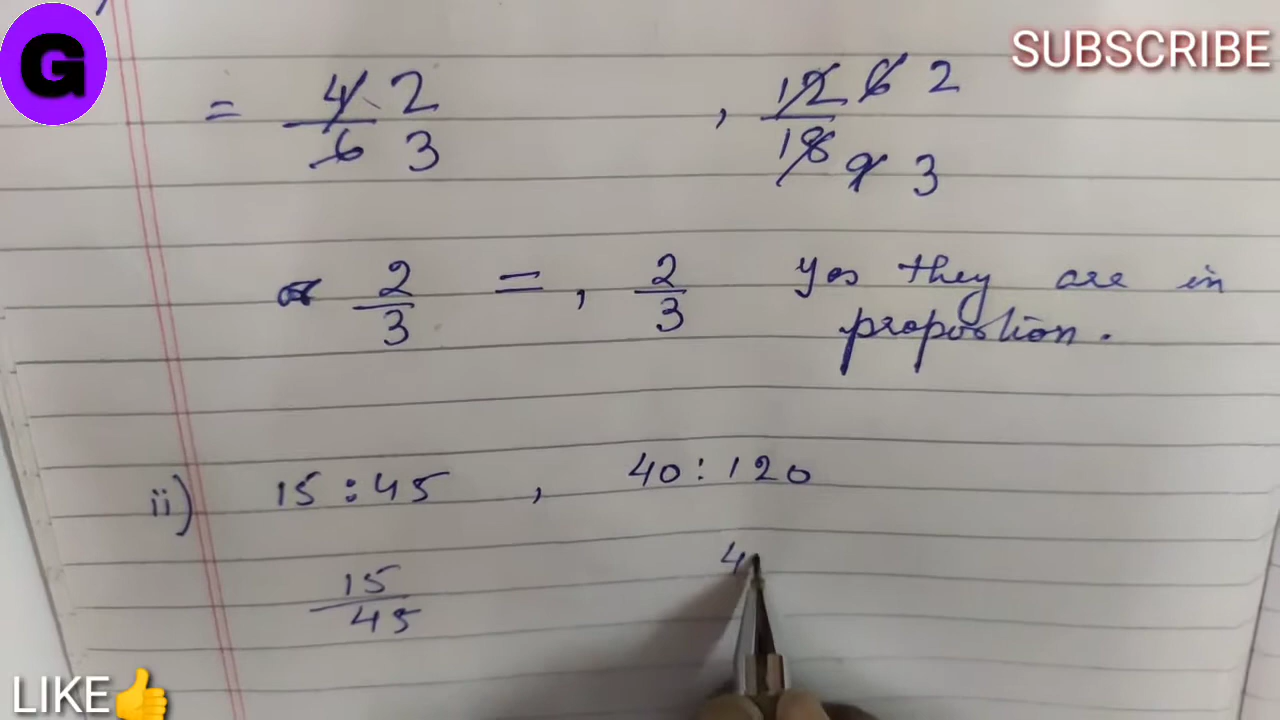 G
SUBSCRIBE
= 4/6 2/3 , 12/18 6/9 2/3
2/3 = , 2/3 Yes they are in
proportion.
ii) 15:45 , 40:120
15/45 4
LIKE👍